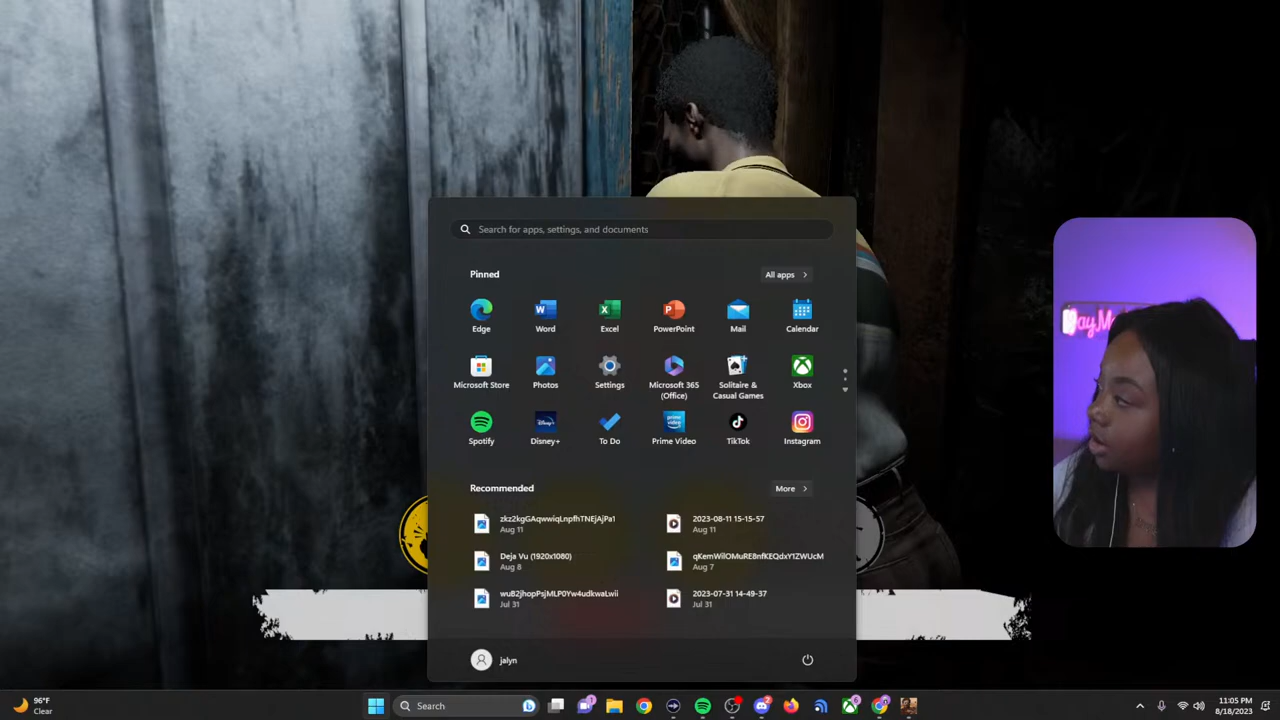 Search for apps, settings, and documents
Pinned
All apps >
Edge
Word
Excel
PowerPoint
Mail
Calendar
Microsoft Store
Photos
Settings
Microsoft 365
(Office)
Solitaire &
Casual Games
Xbox
Spotify
Disney+
To Do
Prime Video
TikTok
Instagram
Recommended
More >
zkz2kgGAqwwiqLnpfhTNEjAjPa1
Aug 11
2023-08-11 15-15-57
Aug 11
Deja Vu (1920x1080)
Aug 8
qKemWilOMuRE8nfKEQdxY1ZWUcM
Aug 7
wuB2jhopPsjMLP0Yw4udkwaLwii
Jul 31
2023-07-31 14-49-37
Jul 31
jalyn
96°F
Clear
Search
11:05 PM
8/18/2023